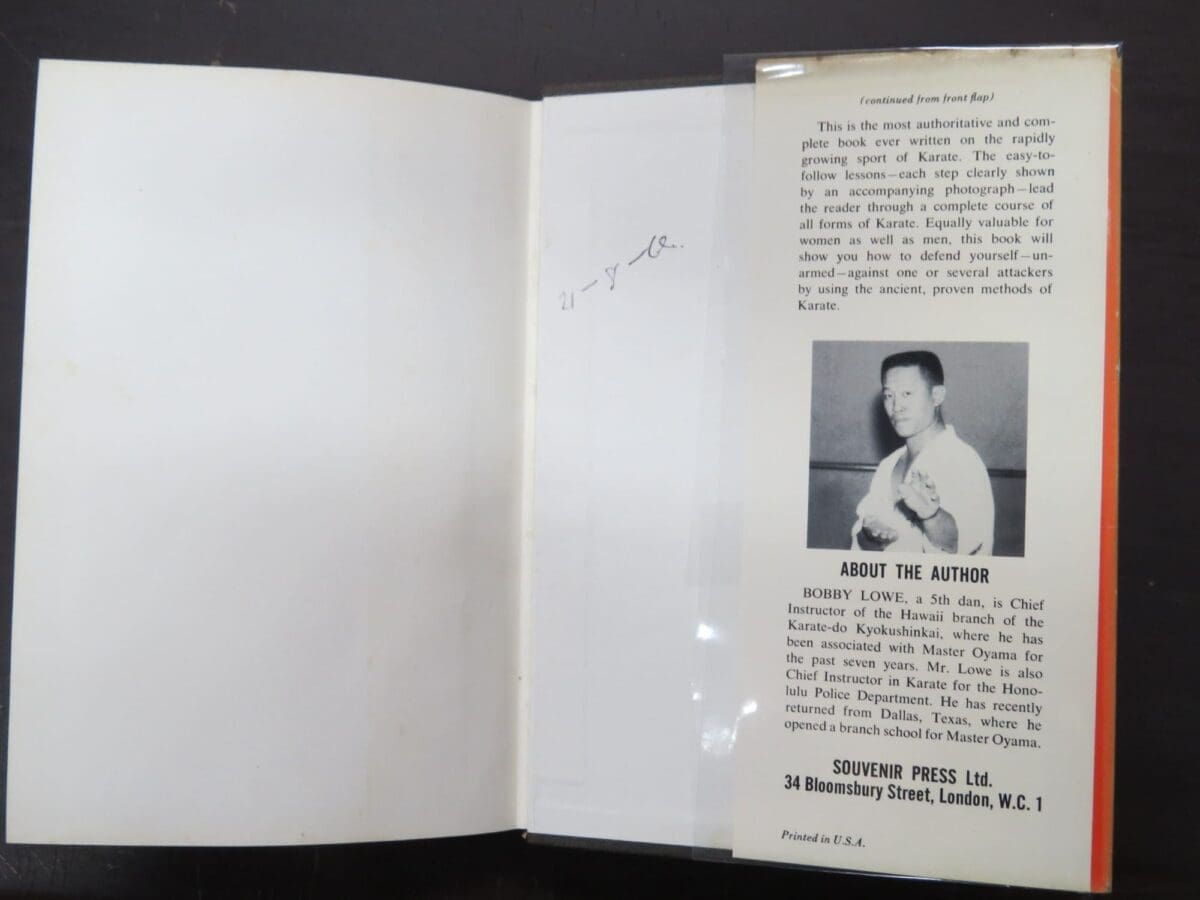 21-8-
(continued from front flap)
This is the most authoritative and com-
plete book ever written on the rapidly
growing sport of Karate. The easy-to-
follow lessons—each step clearly shown
by an accompanying photograph—lead
the reader through a complete course of
all forms of Karate. Equally valuable for
women as well as men, this book will
show you how to defend yourself—un-
armed—against one or several attackers
by using the ancient, proven methods of
Karate.
ABOUT THE AUTHOR
BOBBY LOWE, a 5th dan, is Chief
Instructor of the Hawaii branch of the
Karate-do Kyokushinkai, where he has
been associated with Master Oyama for
the past seven years. Mr. Lowe is also
Chief Instructor in Karate for the Hono-
lulu Police Department. He has recently
returned from Dallas, Texas, where he
opened a branch school for Master Oyama.
SOUVENIR PRESS Ltd.
34 Bloomsbury Street, London, W.C. 1
Printed in U.S.A.